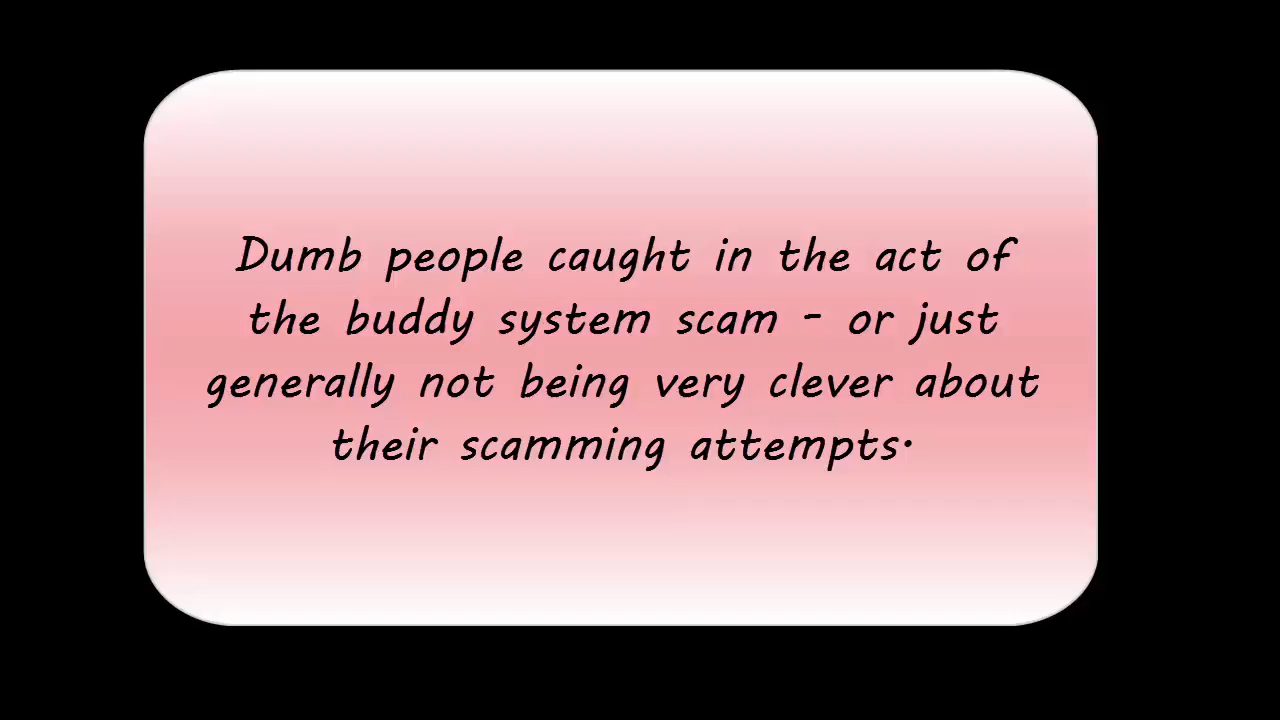 Dumb people caught in the act of
the buddy system scam - or just
generally not being very clever about
their scamming attempts.